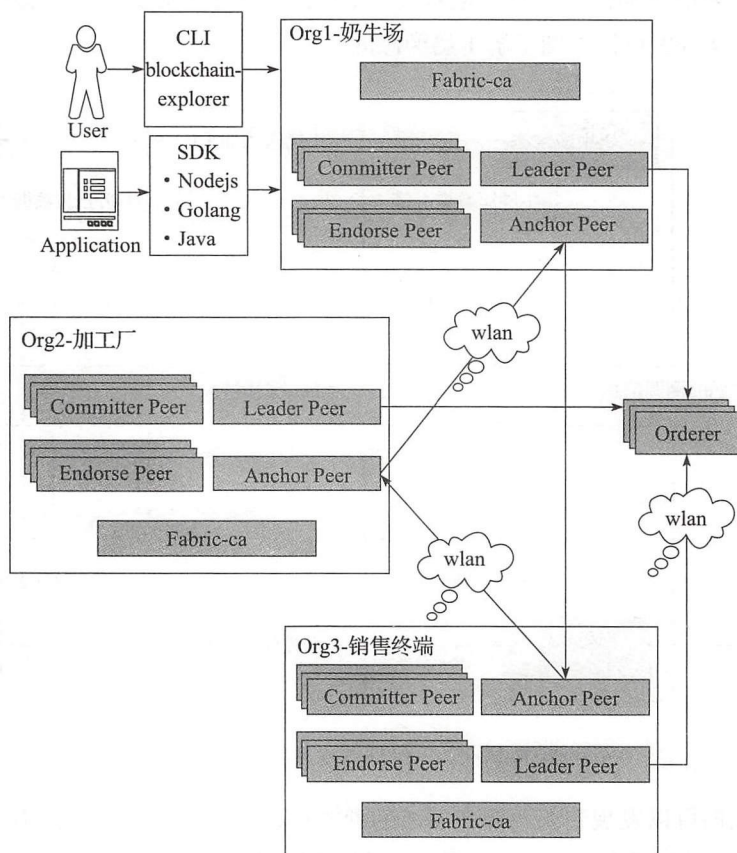 CLI
blockchain-
explorer
User
SDK
• Nodejs
• Golang
• Java
Application
Org1-奶牛场
Fabric-ca
Committer Peer
Leader Peer
Endorse Peer
Anchor Peer
wlan
Org2-加工厂
Committer Peer
Leader Peer
Endorse Peer
Anchor Peer
Fabric-ca
Orderer
wlan
wlan
Org3-销售终端
Committer Peer
Anchor Peer
Endorse Peer
Leader Peer
Fabric-ca